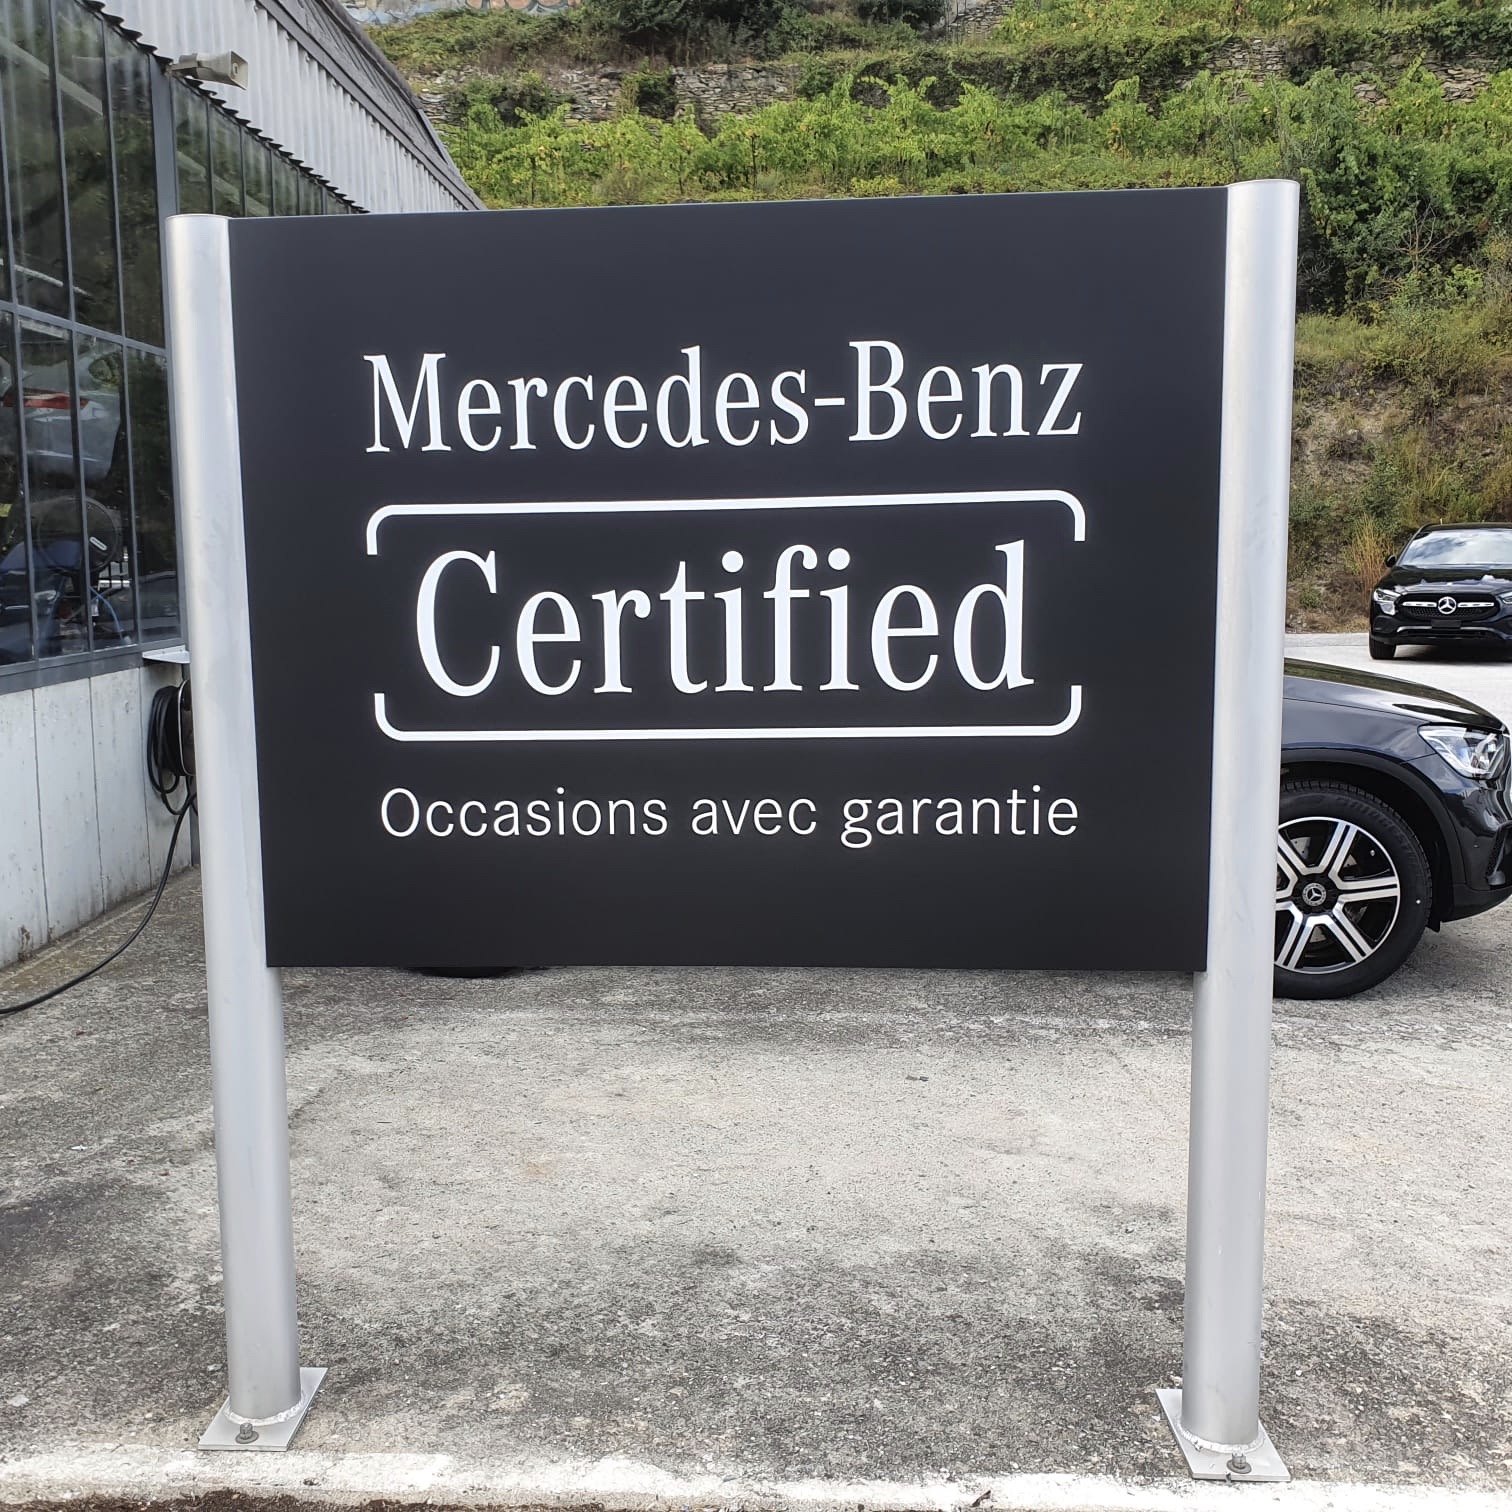 Mercedes-Benz
Certified
Occasions avec garantie